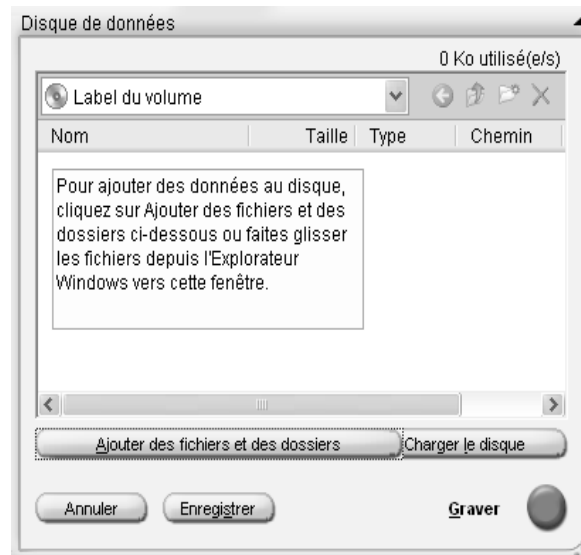 Disque de données
0 Ko utilisé(e/s)
Label du volume
Nom Taille Type Chemin
Pour ajouter des données au disque,
cliquez sur Ajouter des fichiers et des
dossiers ci-dessous ou faites glisser
les fichiers depuis l'Explorateur
Windows vers cette fenêtre.
Ajouter des fichiers et des dossiers Charger le disque
Annuler Enregistrer Graver